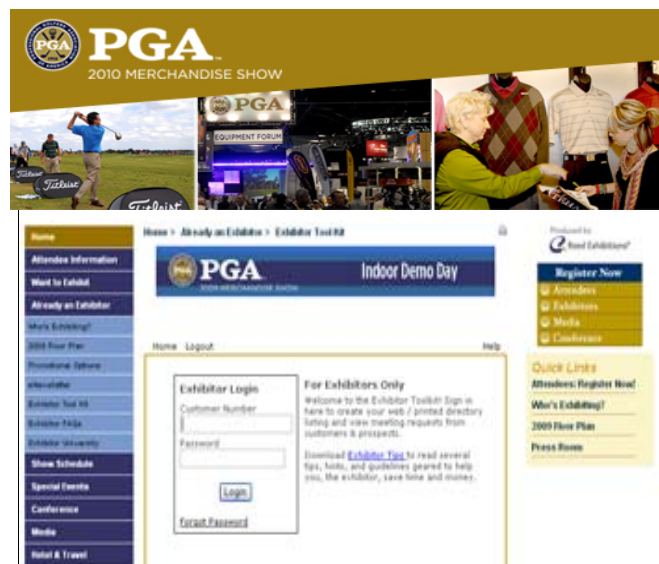 PGA
PGA
2010 MERCHANDISE SHOW
PGA
EQUIPMENT FORUM
Titleist
Titleist
Titleist
Home
Attendee Information
Want to Exhibit
Already an Exhibitor
Who's Exhibiting?
2009 Floor Plan
Promotional Options
eNewsletter
Exhibitor Tool Kit
Exhibitor FAQs
Exhibitor University
Show Schedule
Special Events
Conference
Media
Hotel & Travel
Home > Already an Exhibitor > Exhibitor Tool Kit
PGA
2009 MERCHANDISE SHOW
Indoor Demo Day
Home Logout
Help
Exhibitor Login
Customer Number
Password
Login
Forgot Password
For Exhibitors Only
Welcome to the Exhibitor Toolkit! Sign in
here to create your web / printed directory
listing and view meeting requests from
customers & prospects.
Download Exhibitor Tips to read several
tips, hints, and guidelines geared to help
you, the exhibitor, save time and money.
Produced by
Reed Exhibitions
Register Now
Attendees
Exhibitors
Media
Conference
Quick Links
Attendees: Register Now!
Who's Exhibiting?
2009 Floor Plan
Press Room